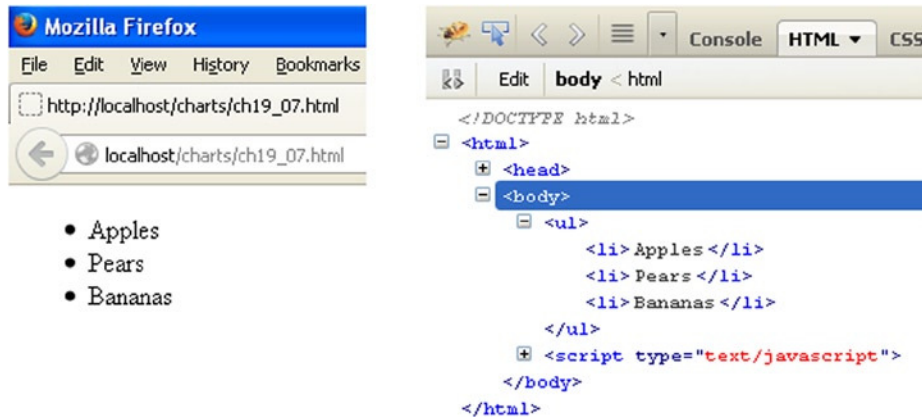 Mozilla Firefox
File Edit View History Bookmarks
http://localhost/charts/ch19_07.html
localhost/charts/ch19_07.html
• Apples
• Pears
• Bananas
Console HTML CSS
Edit body < html
<!DOCTYPE html>
<html>
<head>
<body>
<ul>
<li>Apples</li>
<li>Pears</li>
<li>Bananas</li>
</ul>
<script type="text/javascript">
</body>
</html>